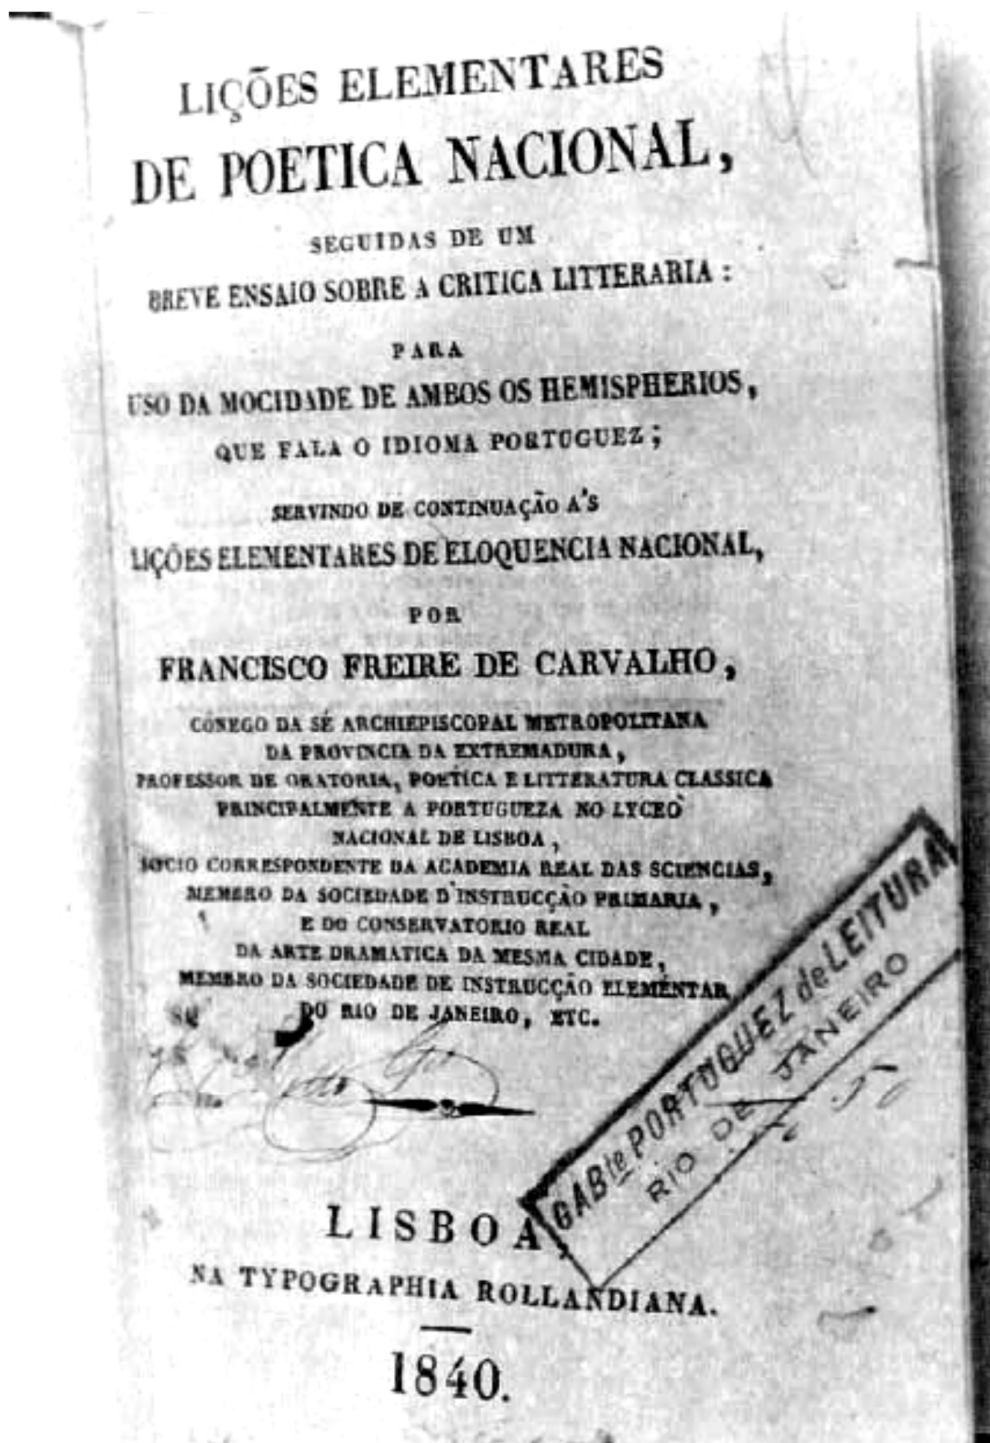 LIÇÕES ELEMENTARES
DE POETICA NACIONAL,
SEGUIDAS DE UM
BREVE ENSAIO SOBRE A CRITICA LITTERARIA:
PARA
USO DA MOCIDADE DE AMBOS OS HEMISPHERIOS,
QUE FALA O IDIOMA PORTUGUEZ;
SERVINDO DE CONTINUAÇÃO A'S
LIÇÕES ELEMENTARES DE ELOQUENCIA NACIONAL,
POR
FRANCISCO FREIRE DE CARVALHO,
CÓNEGO DA SÉ ARCHIEPISCOPAL METROPOLITANA
DA PROVINCIA DA EXTREMADURA,
PROFESSOR DE ORATORIA, POETICA E LITTERATURA CLASSICA
PRINCIPALMENTE A PORTUGUEZA NO LYCEO
NACIONAL DE LISBOA,
SOCIO CORRESPONDENTE DA ACADEMIA REAL DAS SCIENCIAS,
MEMBRO DA SOCIEDADE D'INSTRUCÇÃO PRIMARIA,
E DO CONSERVATORIO REAL
DA ARTE DRAMATICA DA MESMA CIDADE,
MEMBRO DA SOCIEDADE DE INSTRUCÇÃO ELEMENTAR
DO RIO DE JANEIRO, ETC.
GABte PORTUGUEZ de LEITURA
RIO DE JANEIRO
50
LISBOA,
NA TYPOGRAPHIA ROLLANDIANA.
1840.